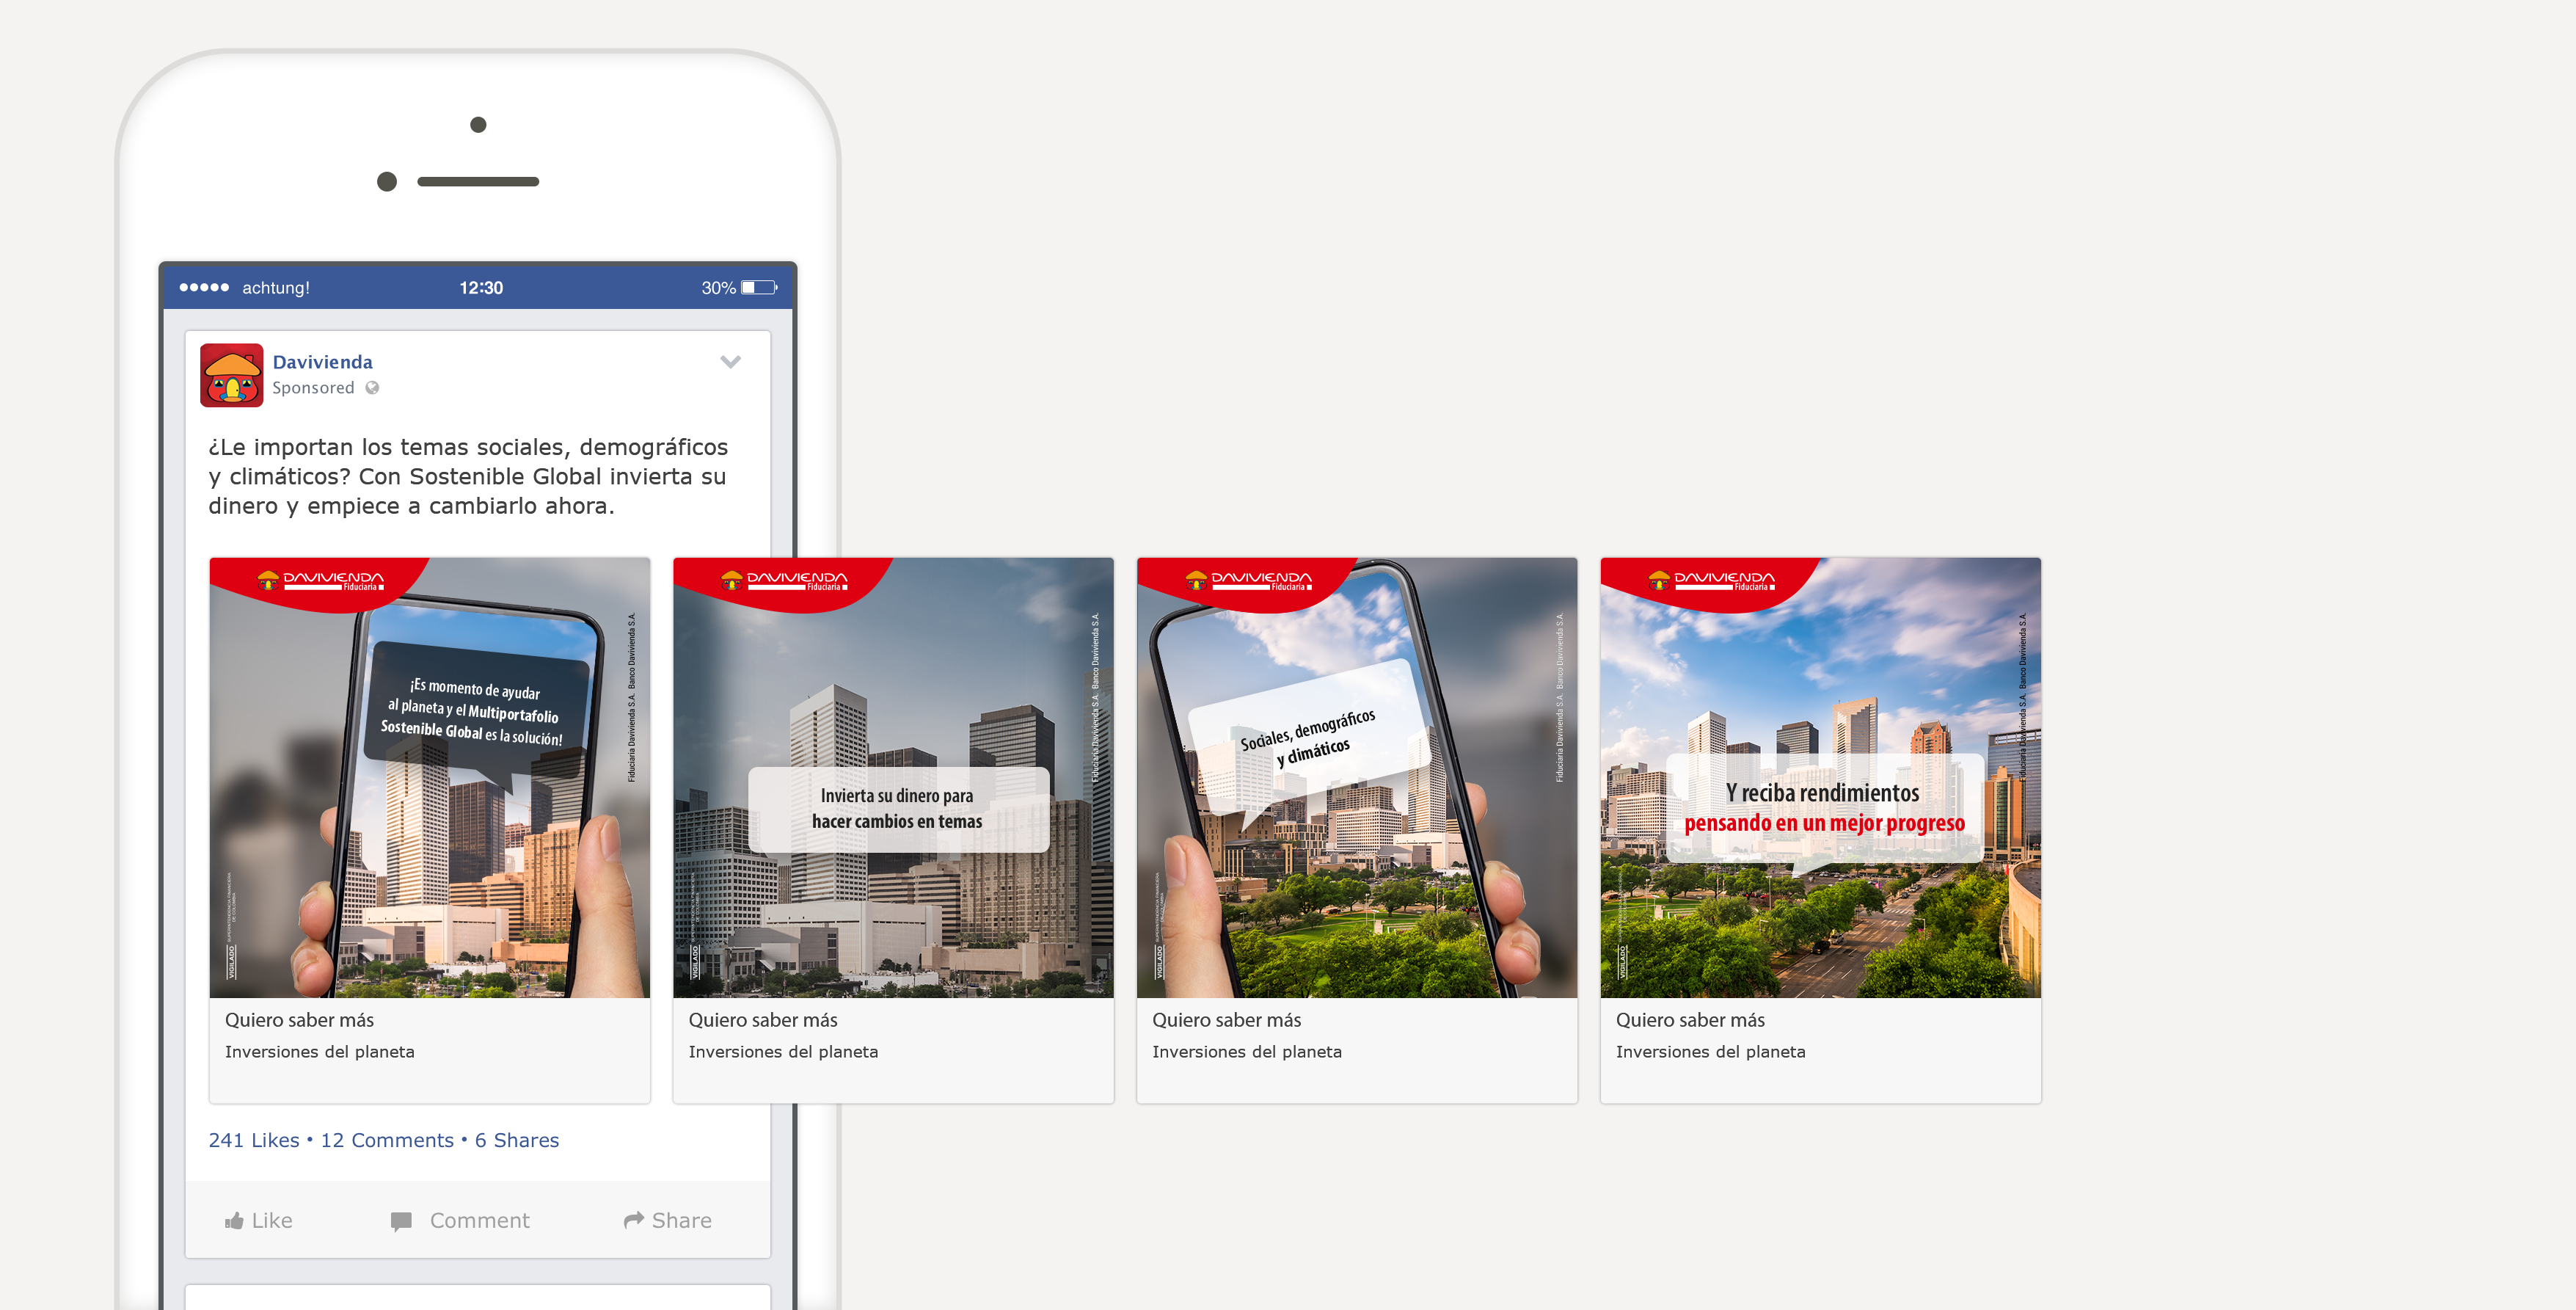 achtung!
12:30
30%
Davivienda
Sponsored
¿Le importan los temas sociales, demográficos
y climáticos? Con Sostenible Global invierta su
dinero y empiece a cambiarlo ahora.
DAVIVIENDA
Fiduciaria
¡Es momento de ayudar
al planeta y el Multiportafolio
Sostenible Global es la solución!
Fiduciaria Davivienda S.A. Banco Davivienda S.A.
VIGILADO
SUPERINTENDENCIA FINANCIERA
DE COLOMBIA
Quiero saber más
Inversiones del planeta
DAVIVIENDA
Fiduciaria
Invierta su dinero para
hacer cambios en temas
Fiduciaria Davivienda S.A. Banco Davivienda S.A.
VIGILADO
Quiero saber más
Inversiones del planeta
DAVIVIENDA
Fiduciaria
Sociales, demográficos
y climáticos
Fiduciaria Davivienda S.A. Banco Davivienda S.A.
VIGILADO
Quiero saber más
Inversiones del planeta
DAVIVIENDA
Fiduciaria
Y reciba rendimientos
pensando en un mejor progreso
Fiduciaria Davivienda S.A. Banco Davivienda S.A.
VIGILADO
Quiero saber más
Inversiones del planeta
241 Likes • 12 Comments • 6 Shares
Like
Comment
Share